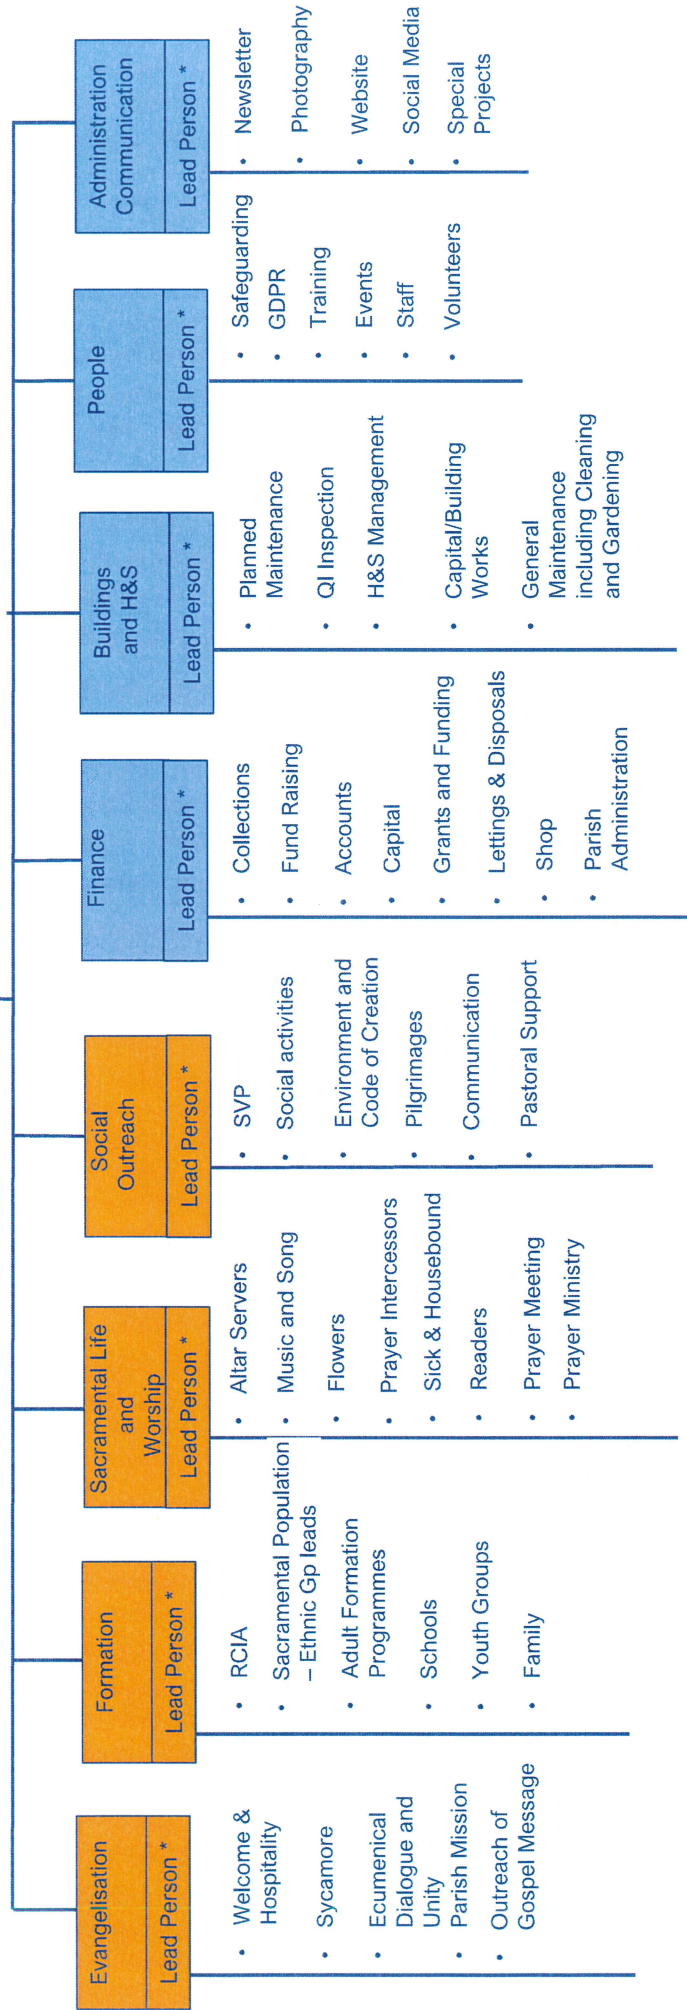 Evangelisation
Lead Person *
• Welcome &
Hospitality
• Sycamore
• Ecumenical
Dialogue and
Unity
• Parish Mission
• Outreach of
Gospel Message
Formation
Lead Person *
• RCIA
• Sacramental Population
– Ethnic Gp leads
• Adult Formation
Programmes
• Schools
• Youth Groups
• Family
Sacramental Life
and
Worship
Lead Person *
• Altar Servers
• Music and Song
• Flowers
• Prayer Intercessors
• Sick & Housebound
• Readers
• Prayer Meeting
• Prayer Ministry
Social
Outreach
Lead Person *
• SVP
• Social activities
• Environment and
Code of Creation
• Pilgrimages
• Communication
• Pastoral Support
Finance
Lead Person *
• Collections
• Fund Raising
• Accounts
• Capital
• Grants and Funding
• Lettings & Disposals
• Shop
• Parish
Administration
Buildings
and H&S
Lead Person *
• Planned
Maintenance
• QI Inspection
• H&S Management
• Capital/Building
Works
• General
Maintenance
including Cleaning
and Gardening
People
Lead Person *
• Safeguarding
• GDPR
• Training
• Events
• Staff
• Volunteers
Administration
Communication
Lead Person *
• Newsletter
• Photography
• Website
• Social Media
• Special
Projects